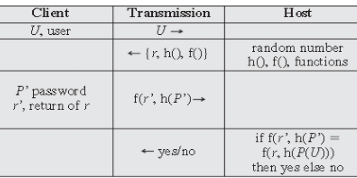 Client Transmission Host
U, user U →
← {r, h(), f()} random number
h(), f(), functions
P' password
r', return of r f(r', h(P')→
← yes/no if f(r', h(P') =
f(r, h(P(U)))
then yes else no